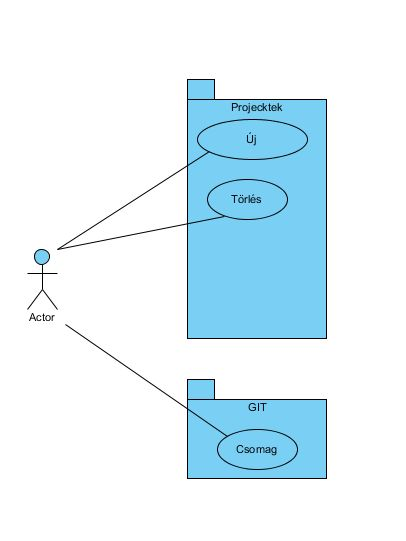 Projecktek
Új
Törlés
Actor
GIT
Csomag